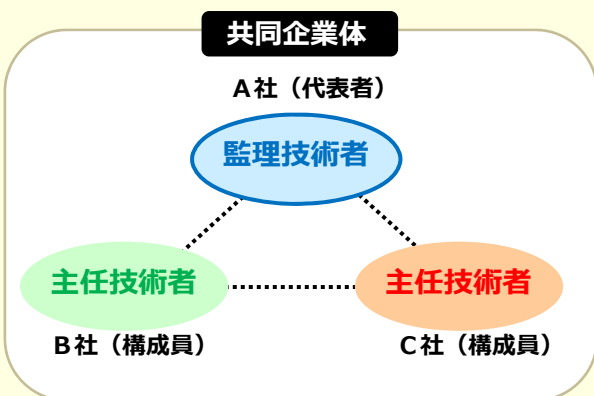 共同企業体
A社（代表者）
監理技術者
主任技術者
主任技術者
B社（構成員）
C社（構成員）